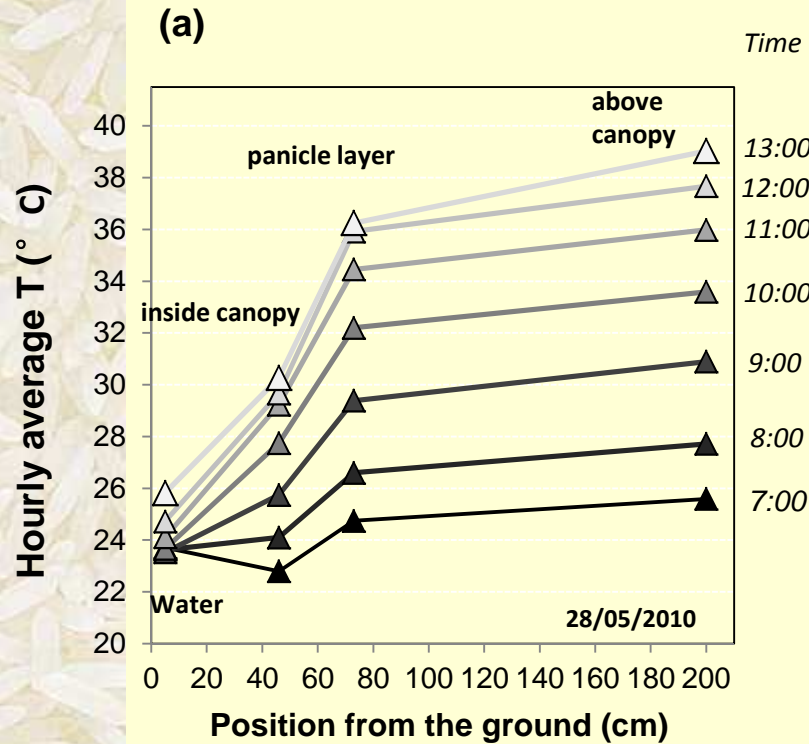 (a)
Time
above
canopy
panicle layer
inside canopy
Water
28/05/2010
13:00
12:00
11:00
10:00
9:00
8:00
7:00
Hourly average T (° C)
40
38
36
34
32
30
28
26
24
22
20
0 20 40 60 80 100 120 140 160 180 200
Position from the ground (cm)